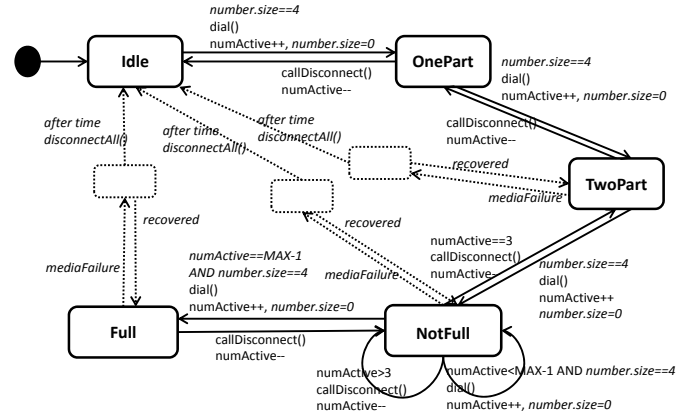 number.size==4
dial()
numActive++, number.size=0
Idle
OnePart
callDisconnect()
numActive--
number.size==4
dial()
numActive++, number.size=0
callDisconnect()
numActive--
after time
disconnectAll()
after time
disconnectAll()
after time
disconnectAll()
recovered
mediaFailure
TwoPart
recovered
recovered
mediaFailure
mediaFailure
numActive==MAX-1
AND number.size==4
dial()
numActive++, number.size=0
numActive==3
callDisconnect()
numActive--
number.size==4
dial()
numActive++
number.size=0
Full
NotFull
callDisconnect()
numActive--
numActive>3
callDisconnect()
numActive--
numActive<MAX-1 AND number.size==4
dial()
numActive++, number.size=0